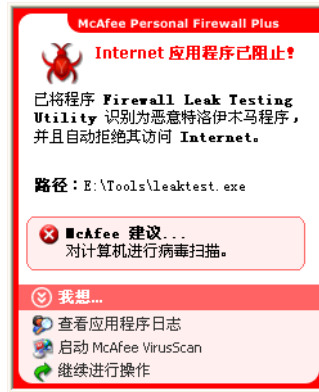 McAfee Personal Firewall Plus
Internet 应用程序已阻止!
已将程序 Firewall Leak Testing
Utility 识别为恶意特洛伊木马程序,
并且自动拒绝其访问 Internet。
路径:E:\Tools\leaktest.exe
McAfee 建议...
对计算机进行病毒扫描。
我想...
查看应用程序日志
启动 McAfee VirusScan
继续进行操作